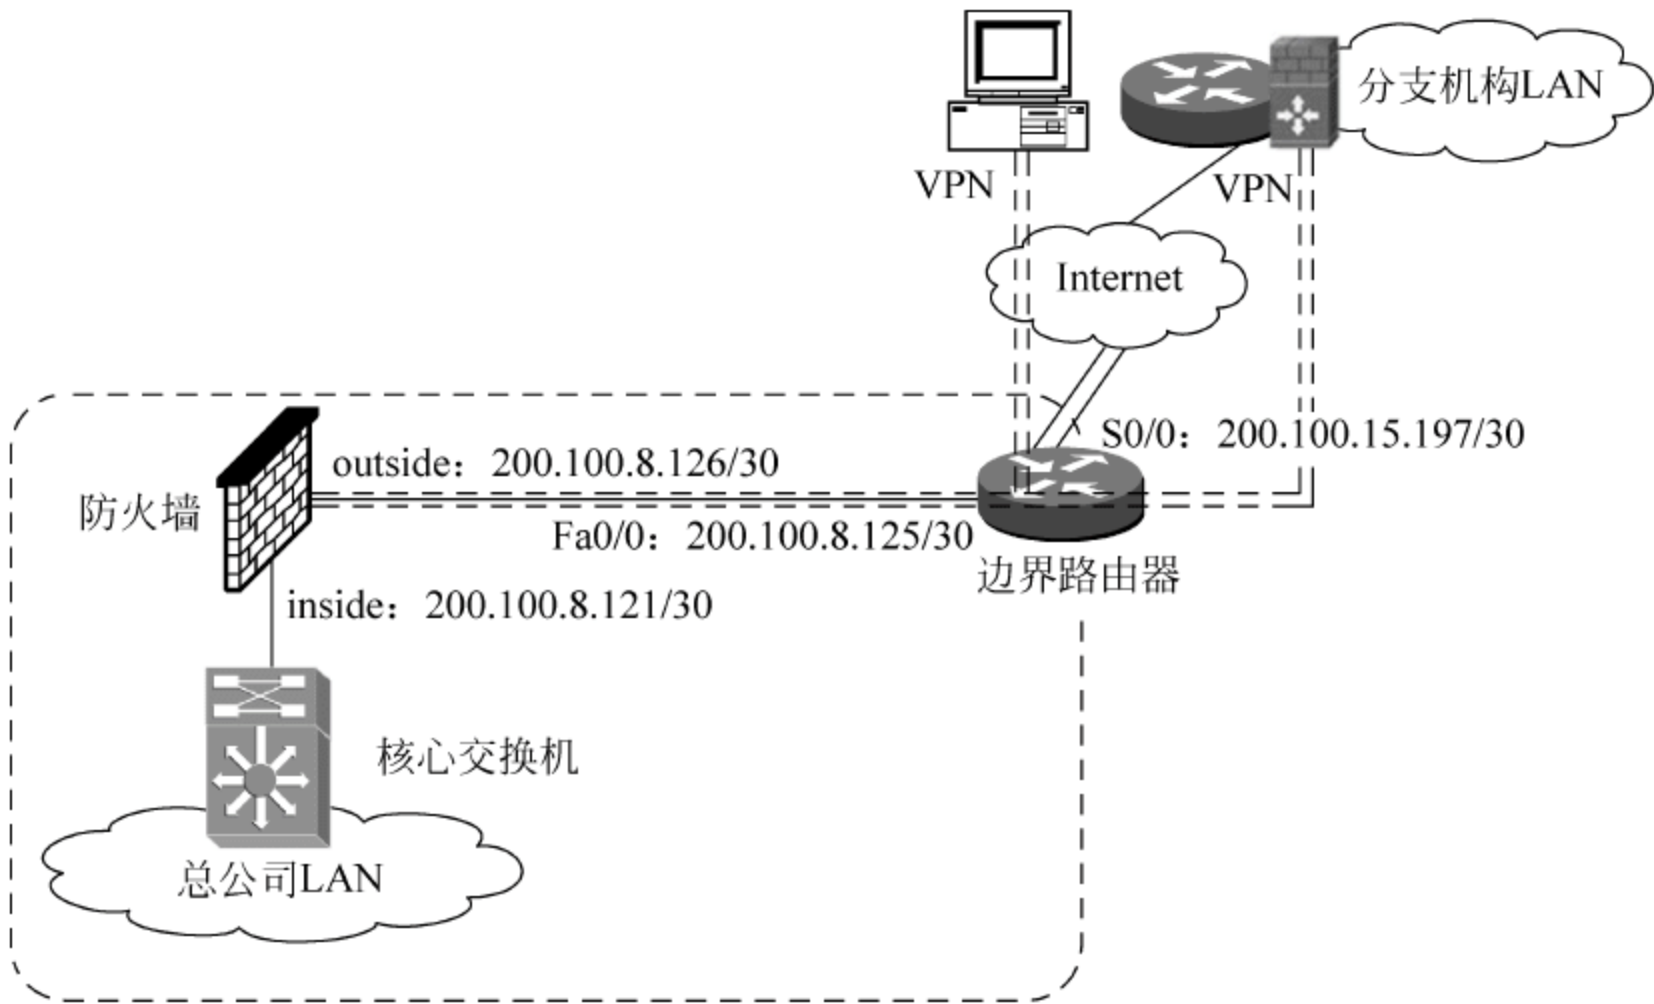 分支机构LAN
VPN
VPN
Internet
S0/0：200.100.15.197/30
outside：200.100.8.126/30
防火墙
Fa0/0：200.100.8.125/30
边界路由器
inside：200.100.8.121/30
核心交换机
总公司LAN